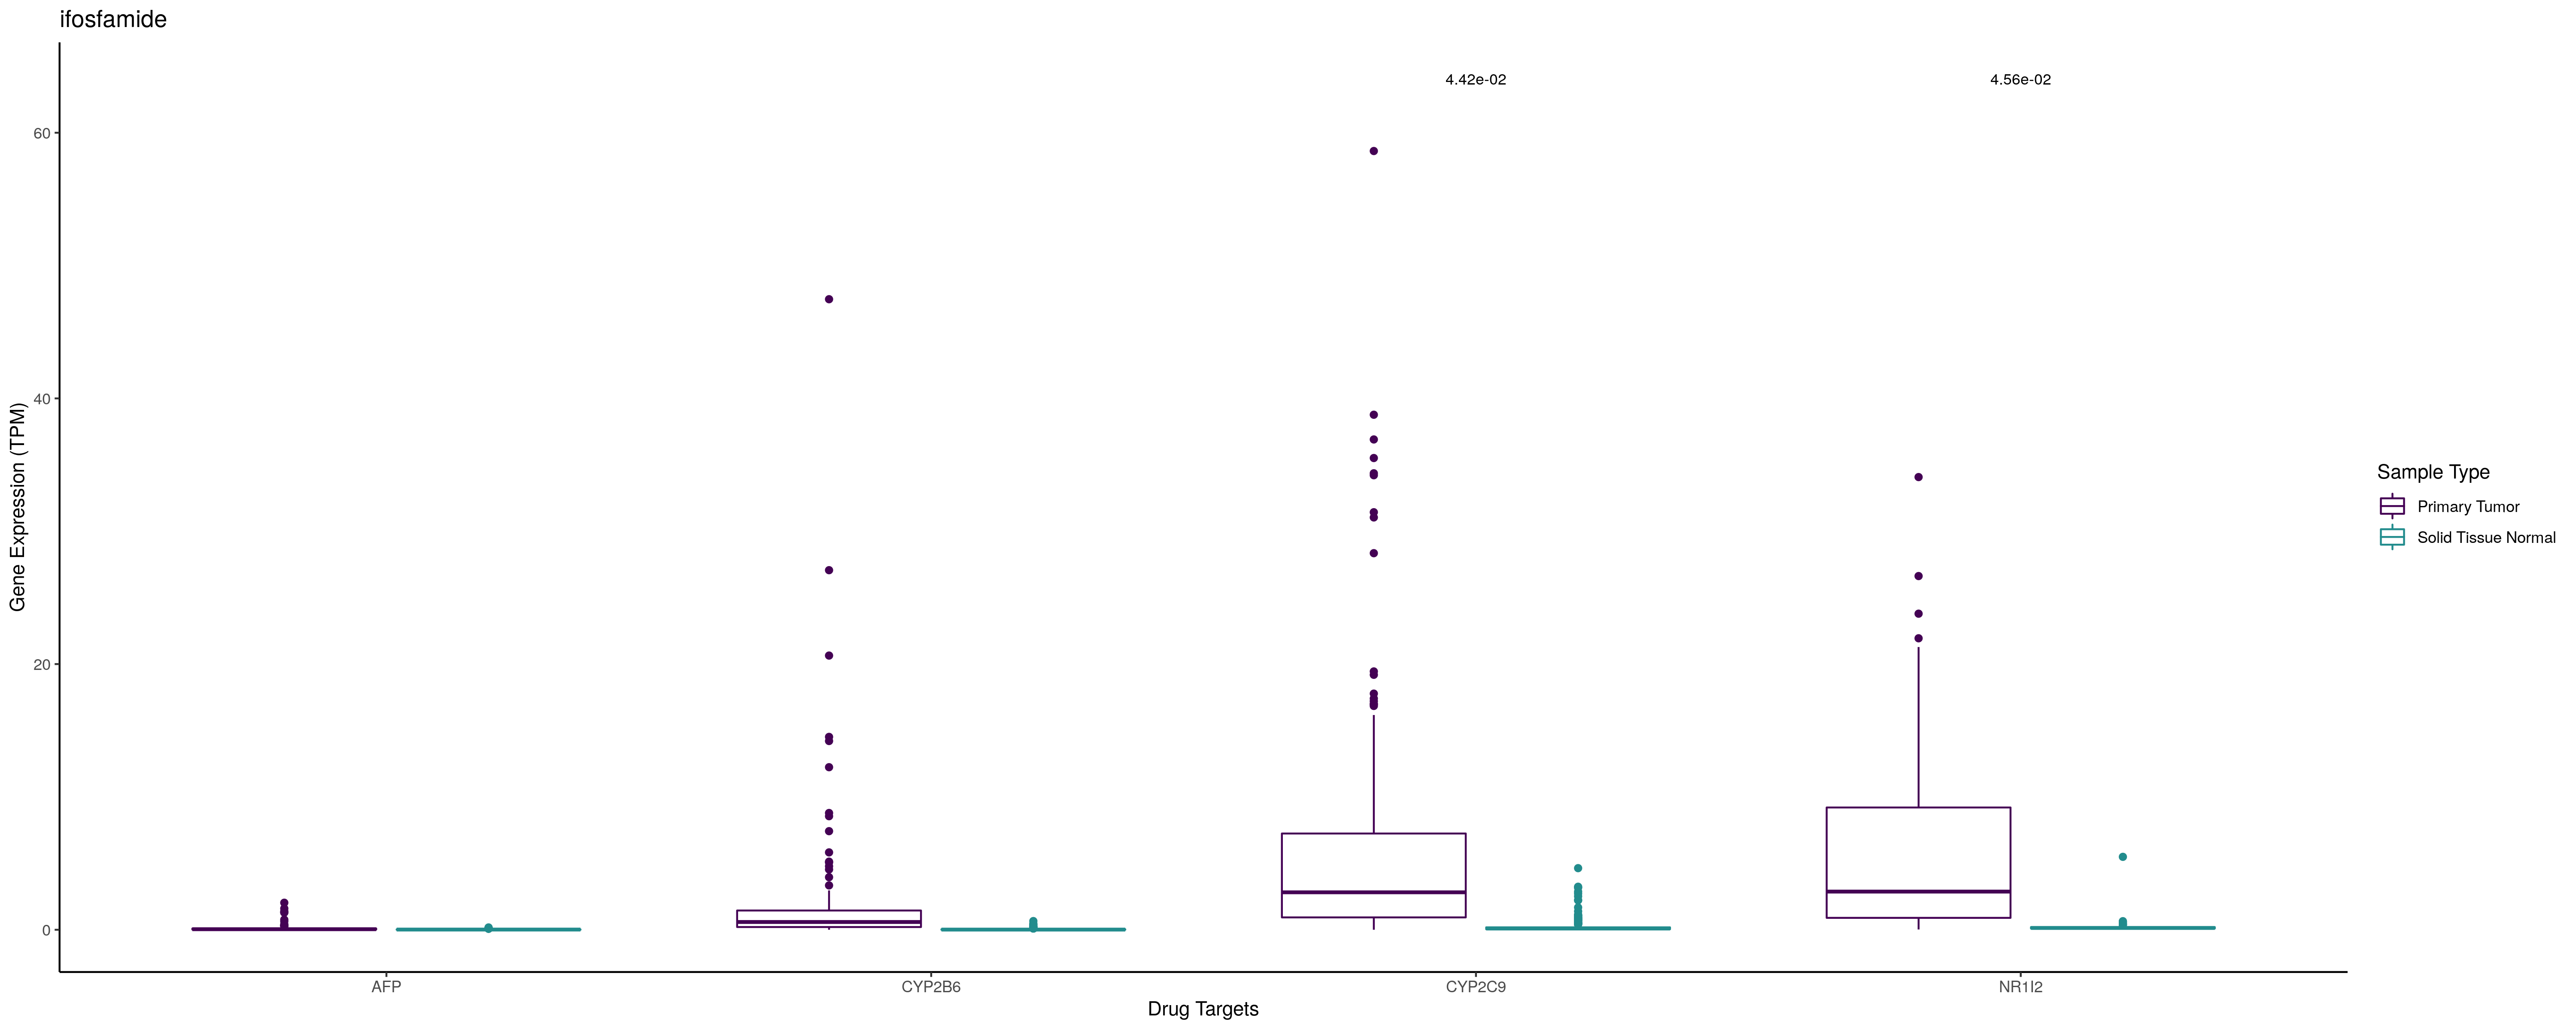 ifosfamide
4.42e-02
4.56e-02
60
40
20
0
Gene Expression (TPM)
AFP
CYP2B6
CYP2C9
NR1I2
Drug Targets
Sample Type
Primary Tumor
Solid Tissue Normal